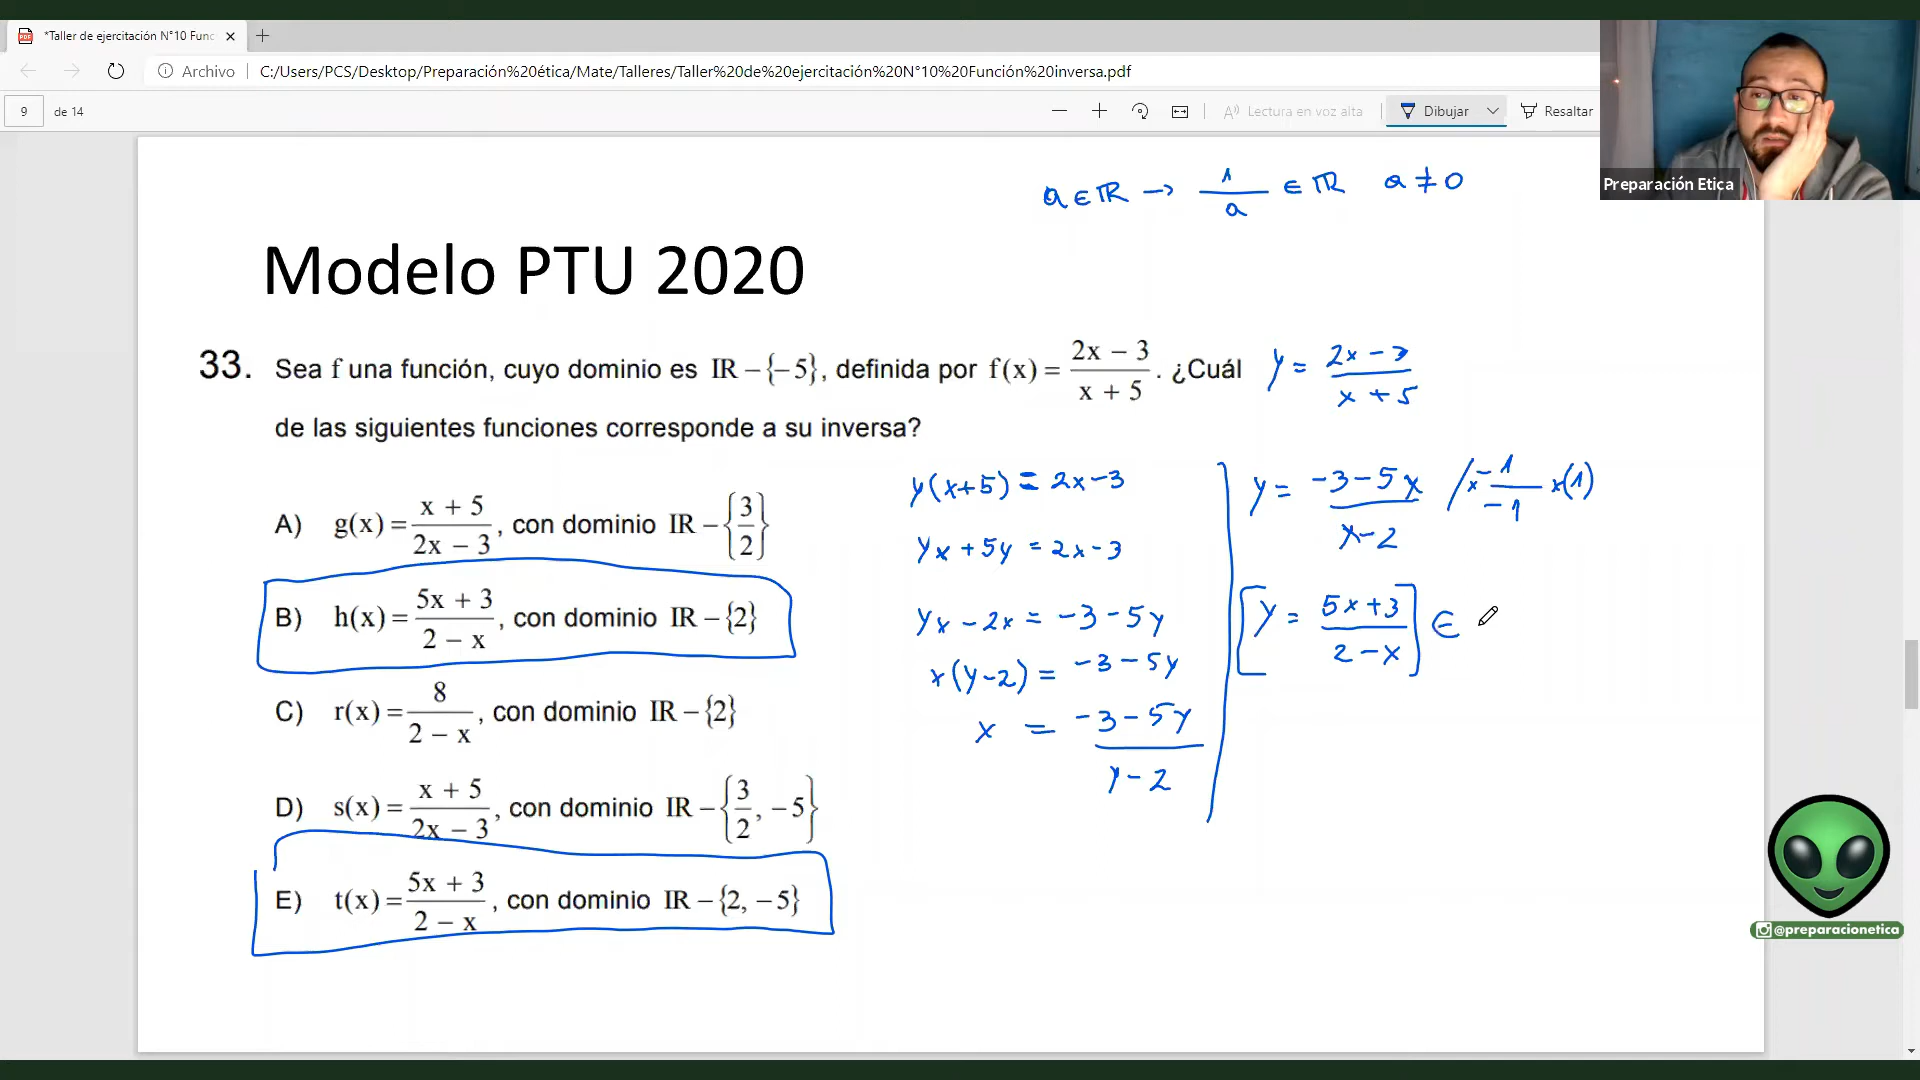 *Taller de ejercitación N°10 Func
Archivo
C:/Users/PCS/Desktop/Preparación%20ética/Mate/Talleres/Taller%20de%20ejercitación%20N°10%20Función%20inversa.pdf
9 de 14
Lectura en voz alta
Dibujar
Resaltar
Preparación Etica
a ∈ ℝ → 1/a ∈ ℝ a ≠ 0
Modelo PTU 2020
33. Sea f una función, cuyo dominio es IR – {– 5}, definida por f(x) = (2x – 3)/(x + 5). ¿Cuál
de las siguientes funciones corresponde a su inversa?
A) g(x) = (x + 5)/(2x – 3), con dominio IR – {3/2}
B) h(x) = (5x + 3)/(2 – x), con dominio IR – {2}
C) r(x) = 8/(2 – x), con dominio IR – {2}
D) s(x) = (x + 5)/(2x – 3), con dominio IR – {3/2, – 5}
E) t(x) = (5x + 3)/(2 – x), con dominio IR – {2, – 5}
y = (2x – 3)/(x + 5)
y(x+5) = 2x–3
yx + 5y = 2x–3
yx – 2x = –3–5y
x(y–2) = –3–5y
x = (–3–5y)/(y–2)
y = (–3–5x)/(x–2) / x –1/–1 x(1)
[y = (5x+3)/(2–x)] ∈
@preparacionetica